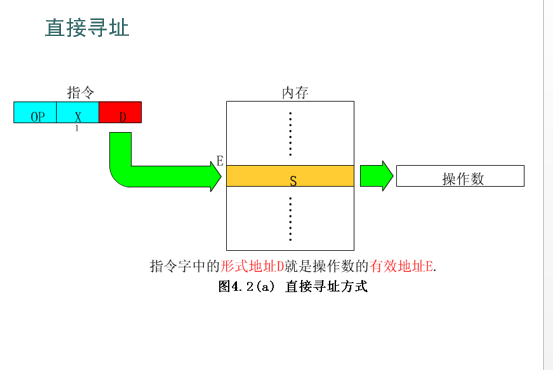 直接寻址
指令
内存
OP X D
1
E
S
操作数
指令字中的形式地址D就是操作数的有效地址E.
图4.2(a) 直接寻址方式